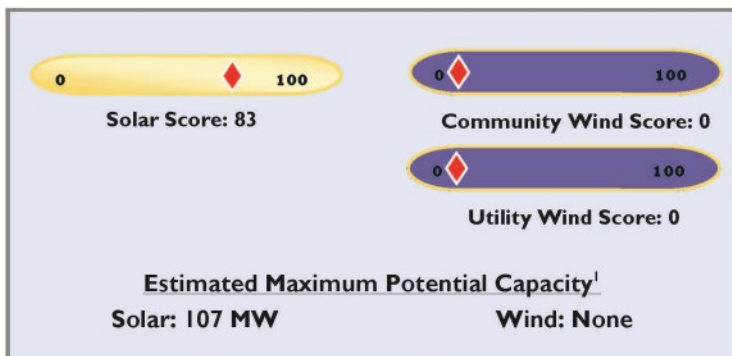 0 100
Solar Score: 83
0 100
Community Wind Score: 0
0 100
Utility Wind Score: 0
Estimated Maximum Potential Capacity¹
Solar: 107 MW
Wind: None